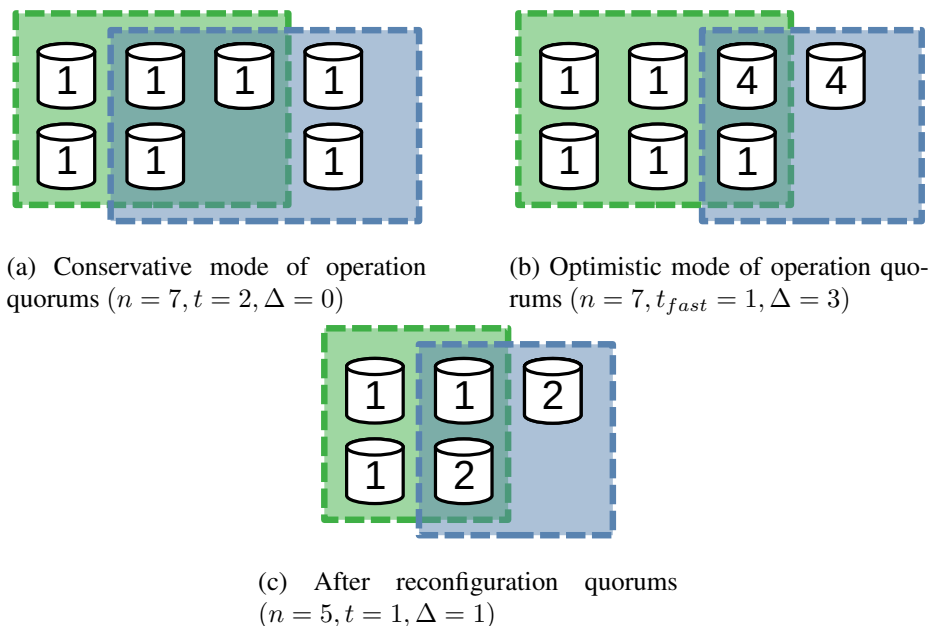 1 1 1 1
1 1 1
1 1 4 4
1 1 1
(a) Conservative mode of operation
quorums (n = 7, t = 2, Δ = 0)
(b) Optimistic mode of operation quo-
rums (n = 7, t_fast = 1, Δ = 3)
1 1 2
1 2
(c) After reconfiguration quorums
(n = 5, t = 1, Δ = 1)